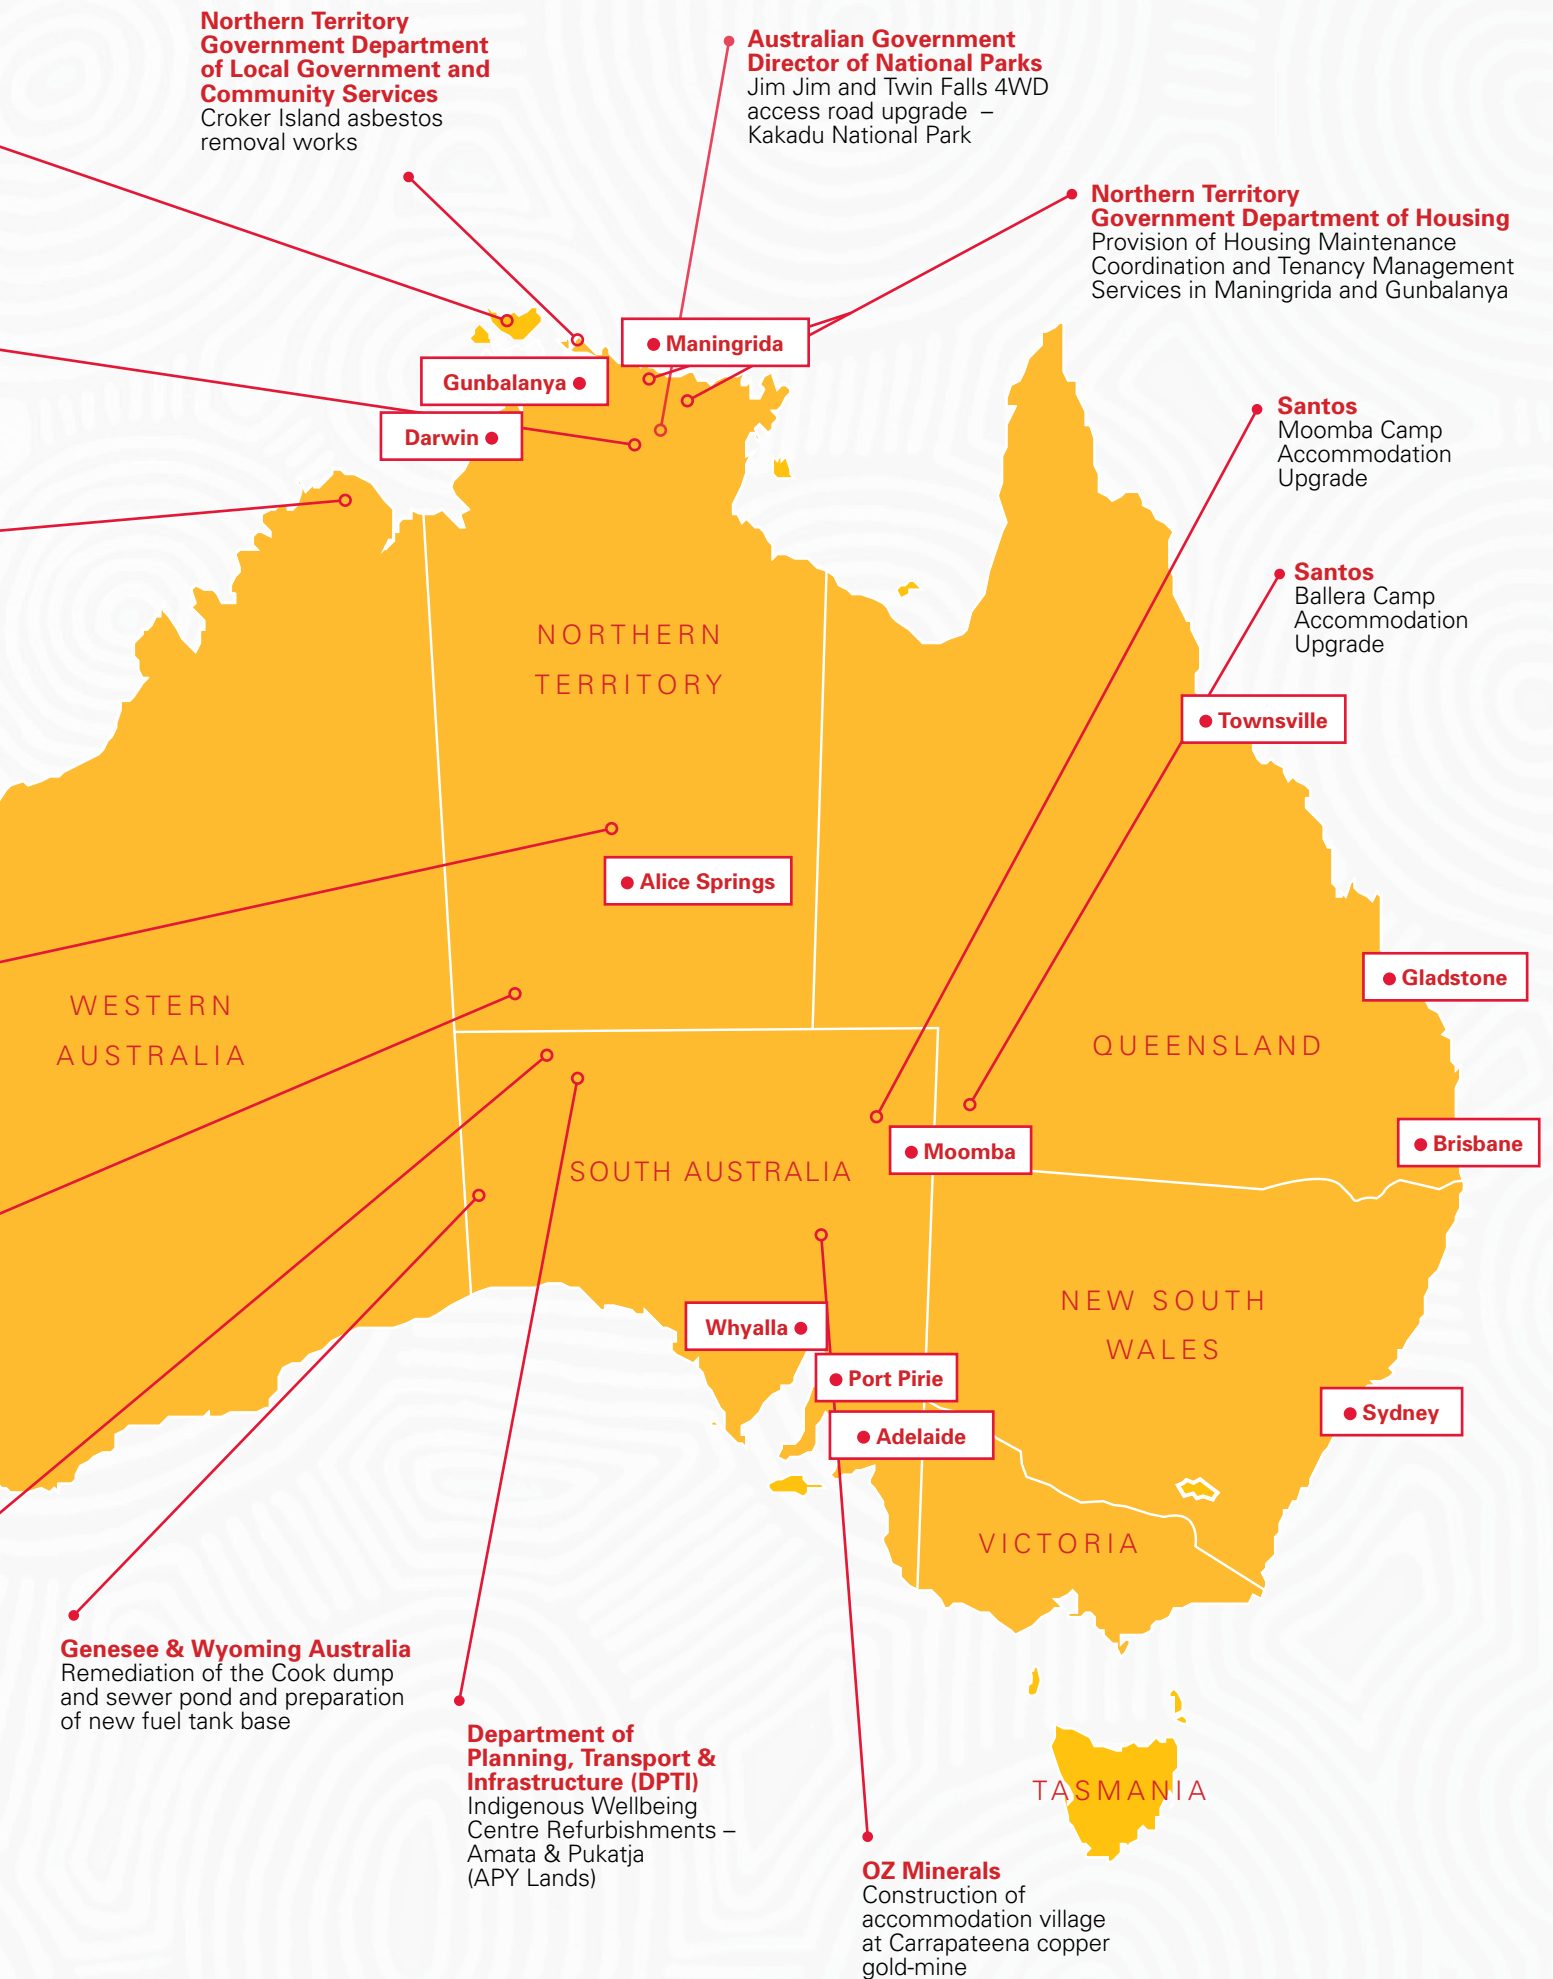 Northern Territory
Government Department
of Local Government and
Community Services
Croker Island asbestos
removal works
Australian Government
Director of National Parks
Jim Jim and Twin Falls 4WD
access road upgrade –
Kakadu National Park
Northern Territory
Government Department of Housing
Provision of Housing Maintenance
Coordination and Tenancy Management
Services in Maningrida and Gunbalanya
Maningrida
Gunbalanya
Darwin
Santos
Moomba Camp
Accommodation
Upgrade
Santos
Ballera Camp
Accommodation
Upgrade
NORTHERN
TERRITORY
Townsville
Alice Springs
Gladstone
WESTERN
AUSTRALIA
QUEENSLAND
Brisbane
Moomba
SOUTH AUSTRALIA
NEW SOUTH
WALES
Whyalla
Port Pirie
Adelaide
Sydney
VICTORIA
Genesee & Wyoming Australia
Remediation of the Cook dump
and sewer pond and preparation
of new fuel tank base
Department of
Planning, Transport &
Infrastructure (DPTI)
Indigenous Wellbeing
Centre Refurbishments –
Amata & Pukatja
(APY Lands)
TASMANIA
OZ Minerals
Construction of
accommodation village
at Carrapateena copper
gold-mine